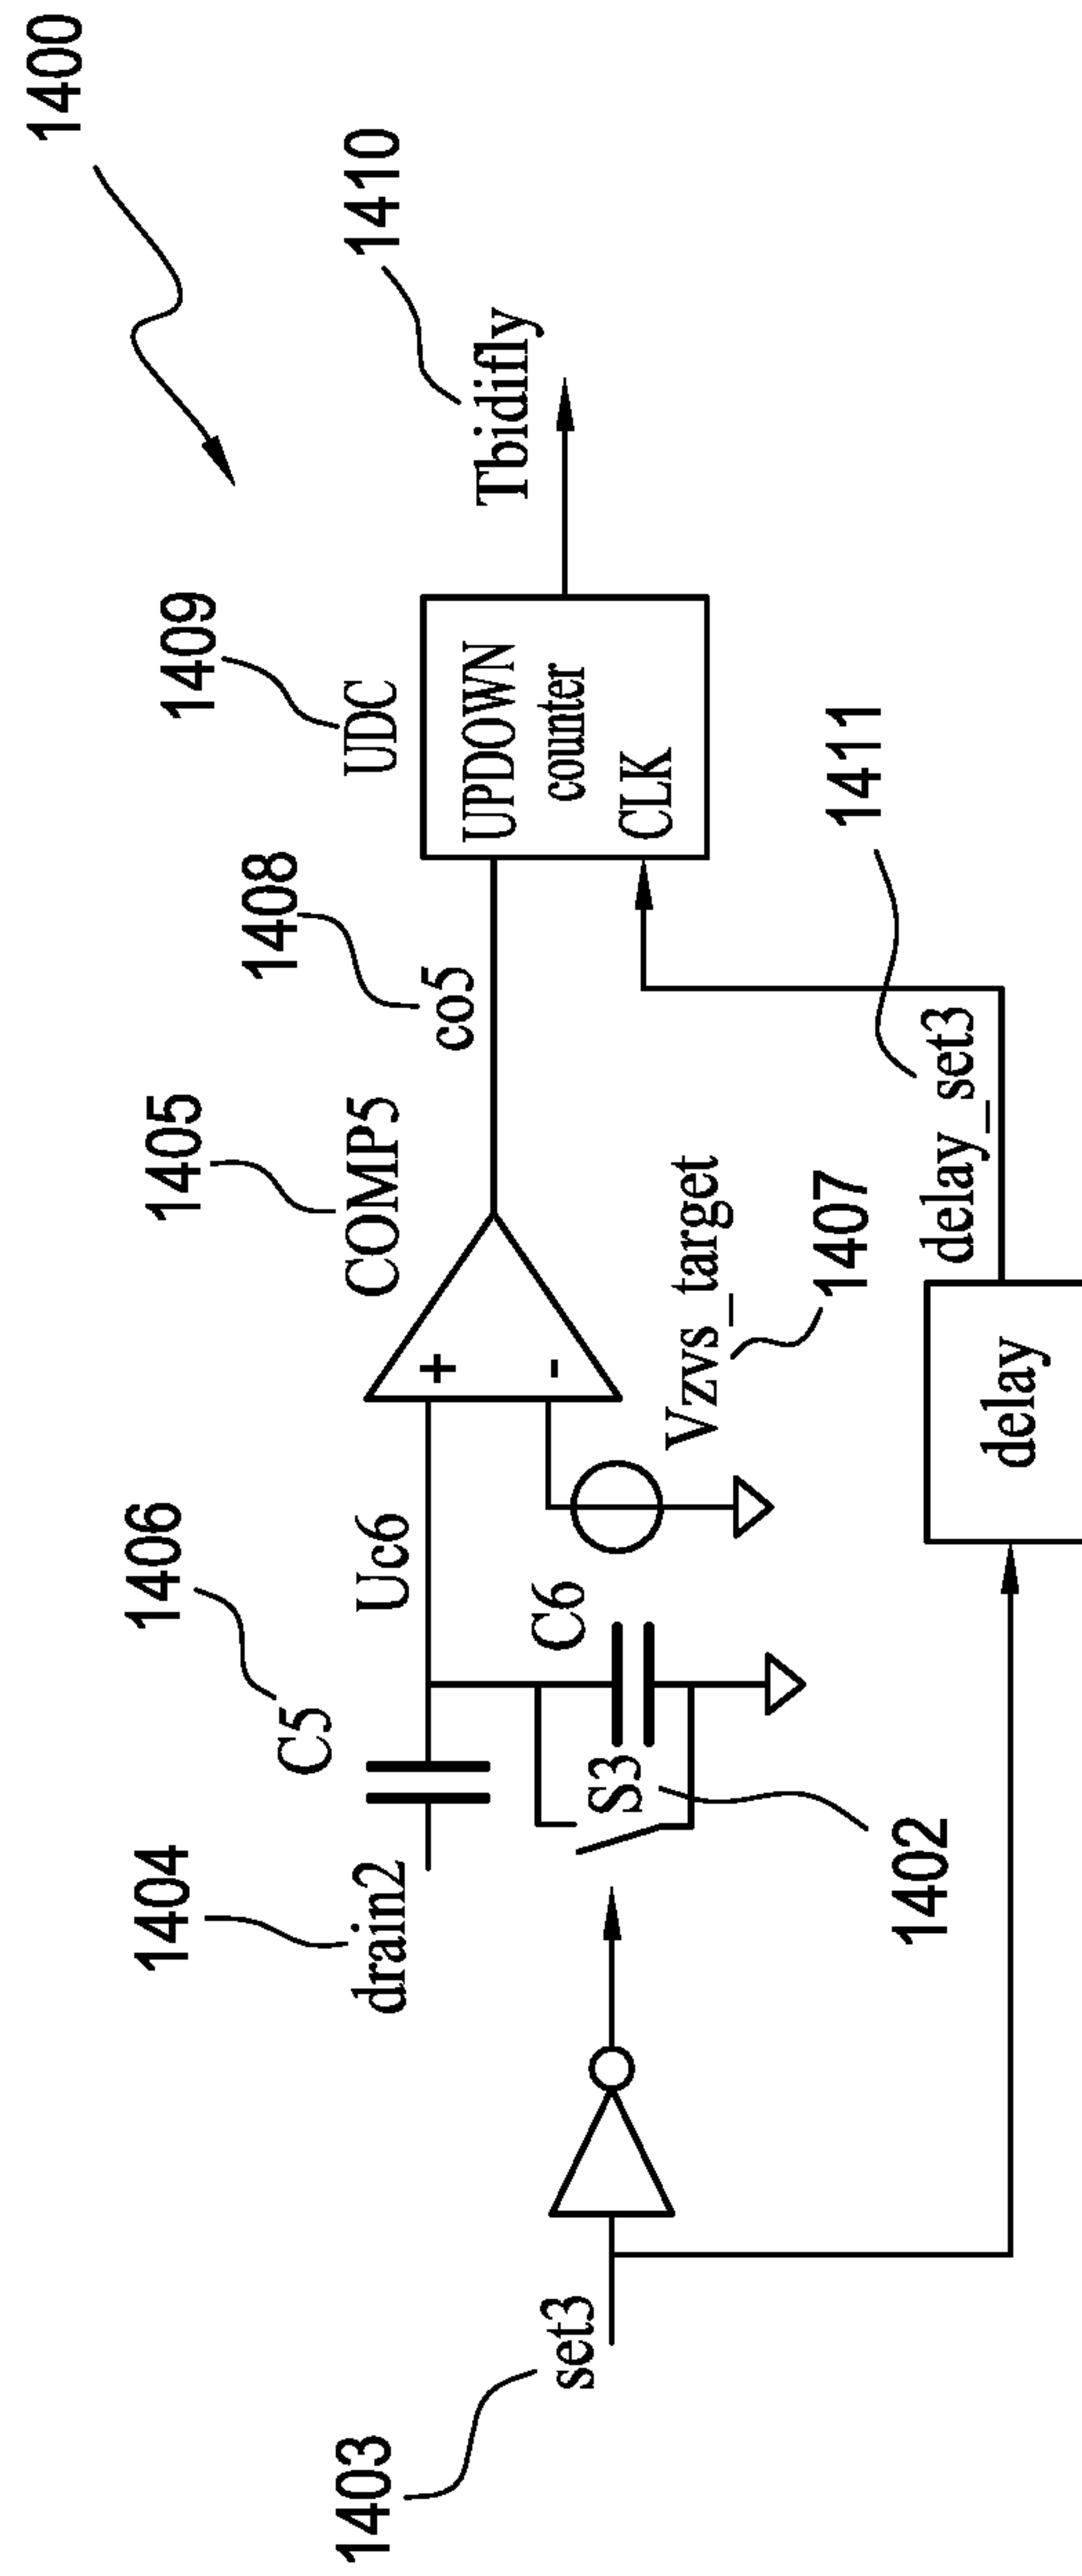 1400
1410
Tbidifly
1409
UDC
UPDOWN
counter
CLK
1408
co5
1411
delay_set3
1405
COMP5
+
-
Vzvs_target
1407
delay
1406
C5
Uc6
C6
S3
1402
1404
drain2
1403
set3